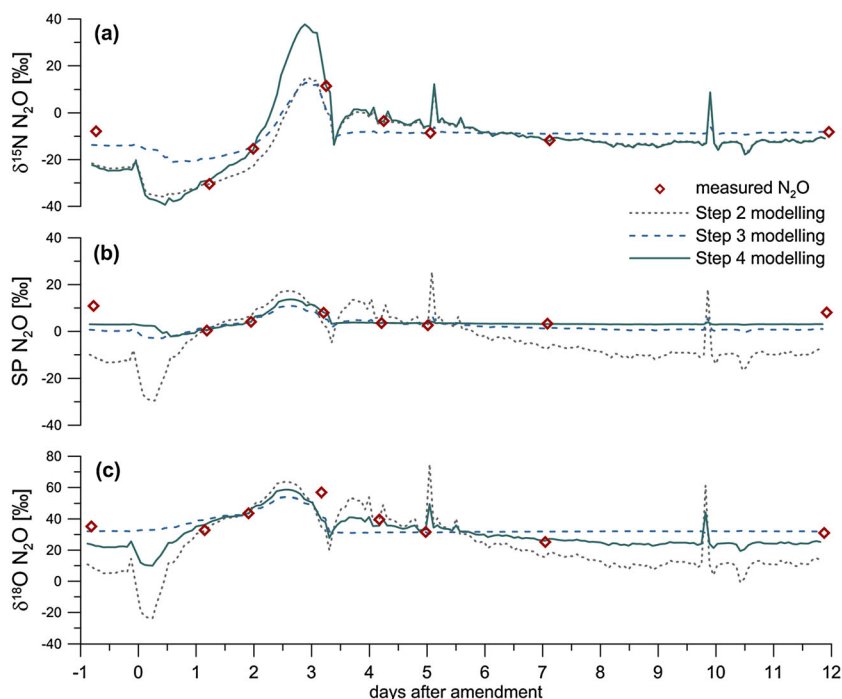 (a)
δ¹⁵N N₂O [‰]
40
20
0
-20
-40
measured N₂O
Step 2 modelling
Step 3 modelling
Step 4 modelling
(b)
SP N₂O [‰]
40
20
0
-20
-40
(c)
δ¹⁸O N₂O [‰]
80
60
40
20
0
-20
-40
-1 0 1 2 3 4 5 6 7 8 9 10 11 12
days after amendment